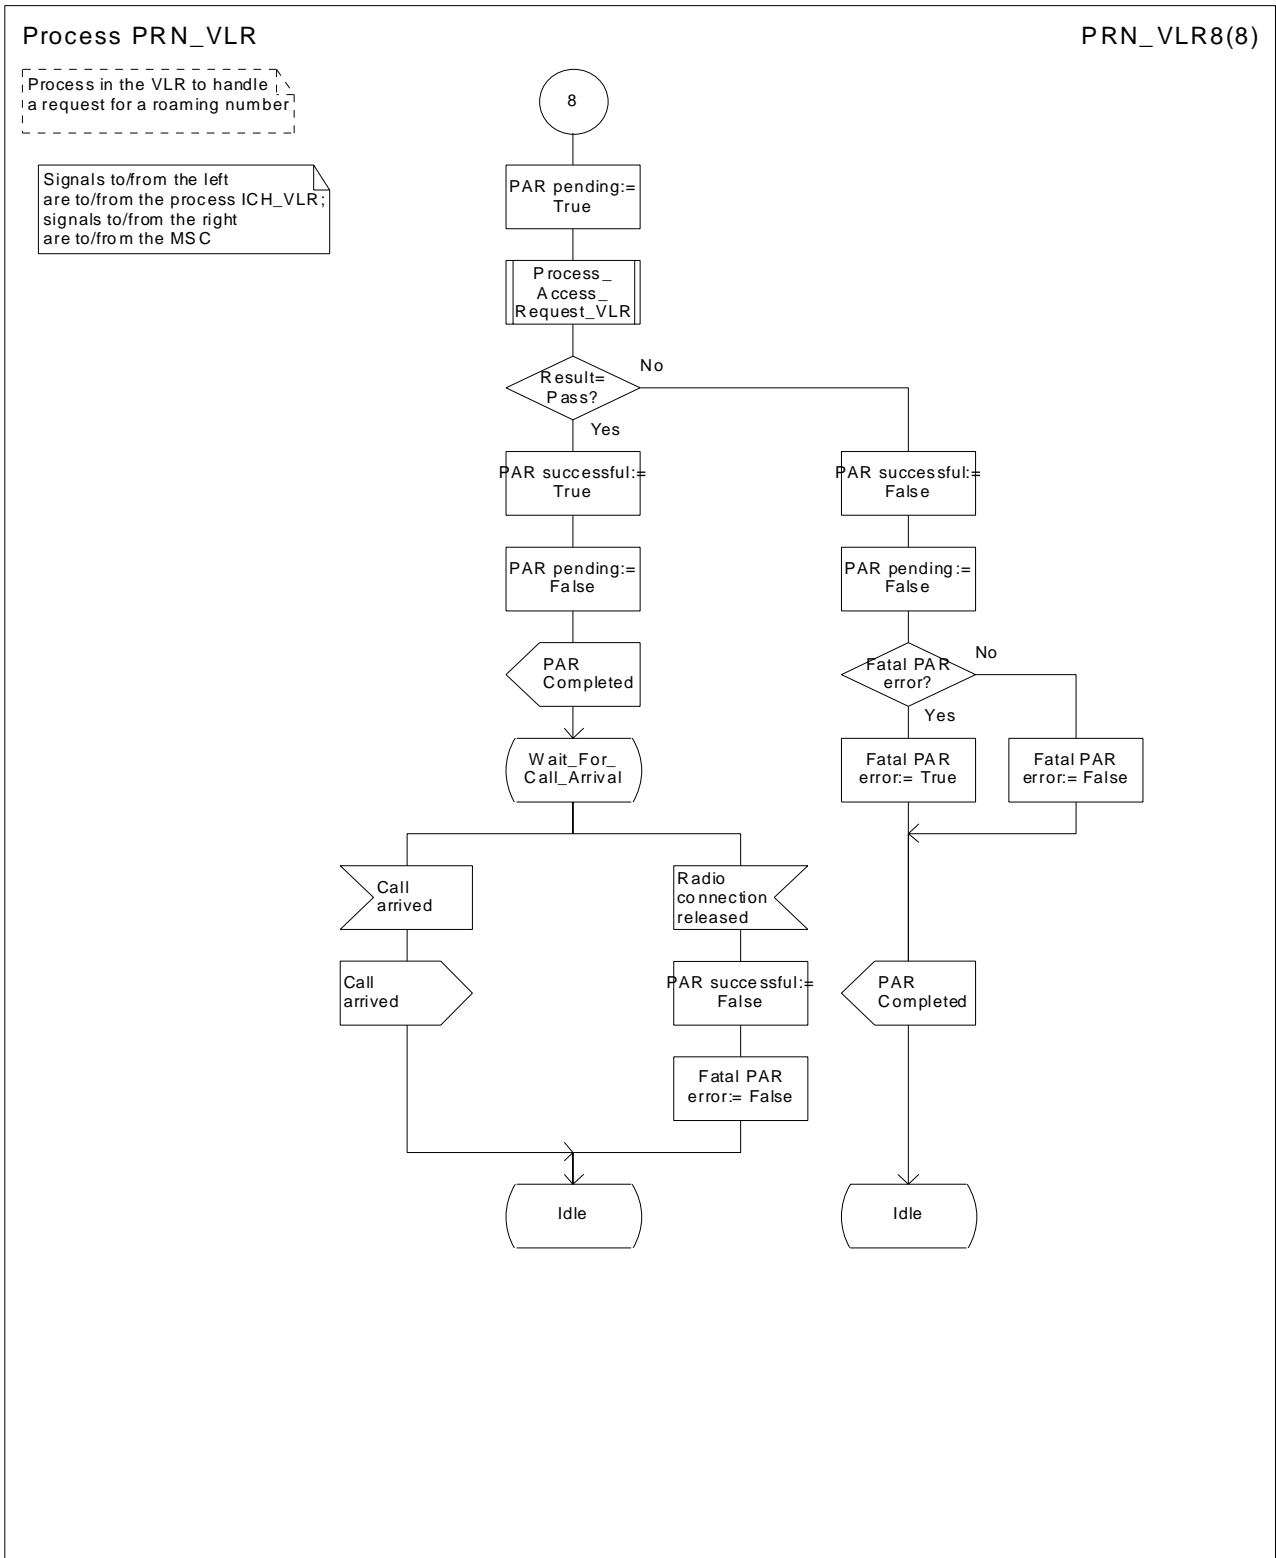 Process PRN_VLR
PRN_VLR8(8)
Process in the VLR to handle
a request for a roaming number
Signals to/from the left
are to/from the process ICH_VLR;
signals to/from the right
are to/from the MSC
8
PAR pending:=
True
Process_
Access_
Request_VLR
Result=
Pass?
No
Yes
PAR successful:=
True
PAR successful:=
False
PAR pending:=
False
PAR pending:=
False
PAR
Completed
Fatal PAR
error?
No
Yes
Wait_For_
Call_Arrival
Fatal PAR
error:= True
Fatal PAR
error:= False
Call
arrived
Radio
connection
released
Call
arrived
PAR successful:=
False
PAR
Completed
Fatal PAR
error:= False
Idle
Idle